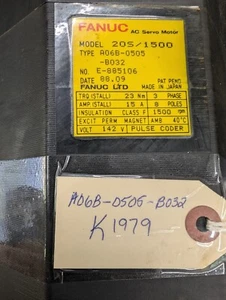 FANUC AC Servo Motor
MODEL 20S/1500
TYPE A06B-0505
-B032
NO. E-885106
DATE 88.09 PAT PEND
FANUC LTD MADE IN JAPAN
TRQ(STALL) 23 Nm 3 PHASE
AMP.(STALL) 15 A 8 POLES
INSULATION CLASS F 1500 rpm
EXCIT PERM MAGNET AMB 40°C
VOLT 142 V PULSE CODER
A06B-0505-B032
K1979